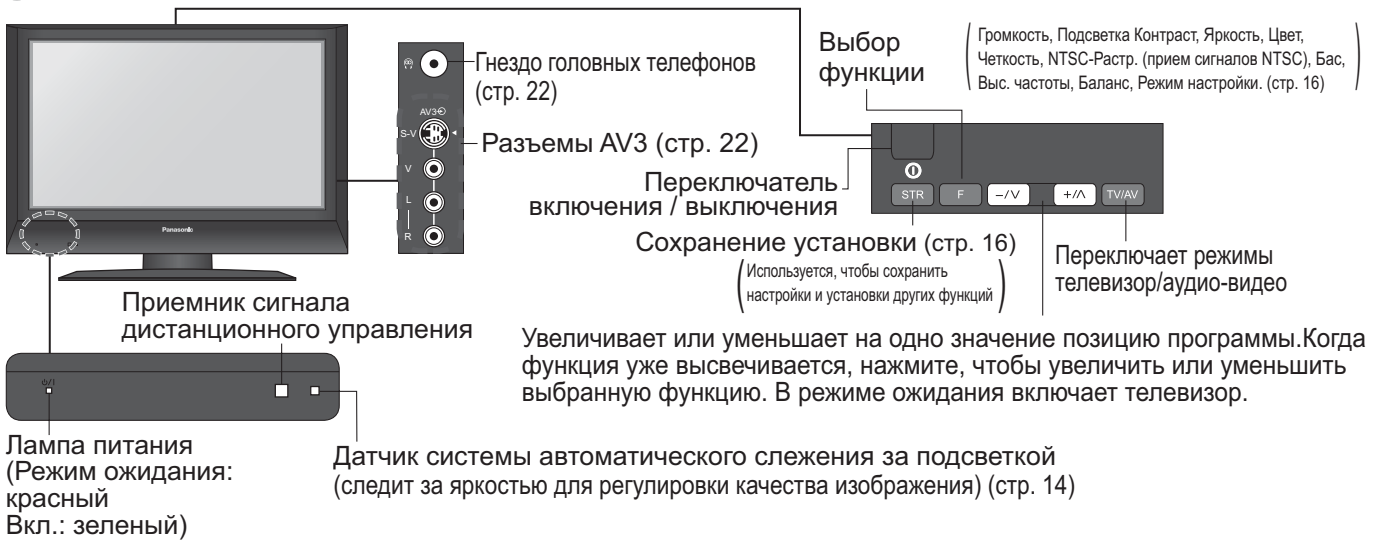 Выбор
функции
Громкость, Подсветка Контраст, Яркость, Цвет,
Четкость, NTSC-Растр. (прием сигналов NTSC), Бас,
Выс. частоты, Баланс, Режим настройки. (стр. 16)
Гнездо головных телефонов
(стр. 22)
AV3
S-V
V
L
R
Разъемы AV3 (стр. 22)
Переключатель
включения / выключения
STR
F
−/∨
+/∧
TV/AV
Panasonic
Сохранение установки (стр. 16)
Используется, чтобы сохранить
настройки и установки других функций
Переключает режимы
телевизор/аудио-видео
Приемник сигнала
дистанционного управления
Увеличивает или уменьшает на одно значение позицию программы.Когда
функция уже высвечивается, нажмите, чтобы увеличить или уменьшить
выбранную функцию. В режиме ожидания включает телевизор.
⏻/I
Лампа питания
(Режим ожидания:
красный
Вкл.: зеленый)
Датчик системы автоматического слежения за подсветкой
(следит за яркостью для регулировки качества изображения) (стр. 14)